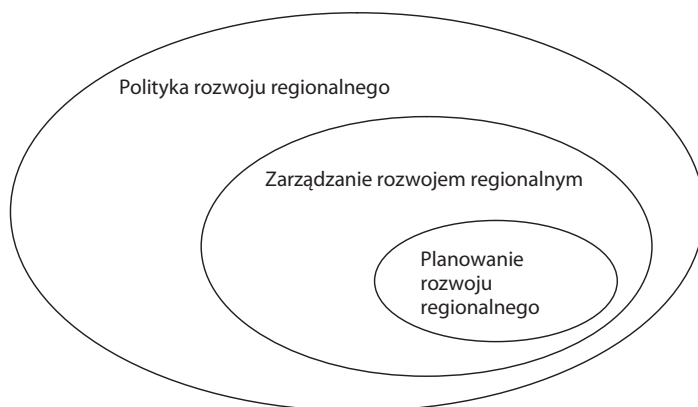 Polityka rozwoju regionalnego
Zarządzanie rozwojem regionalnym
Planowanie
rozwoju
regionalnego